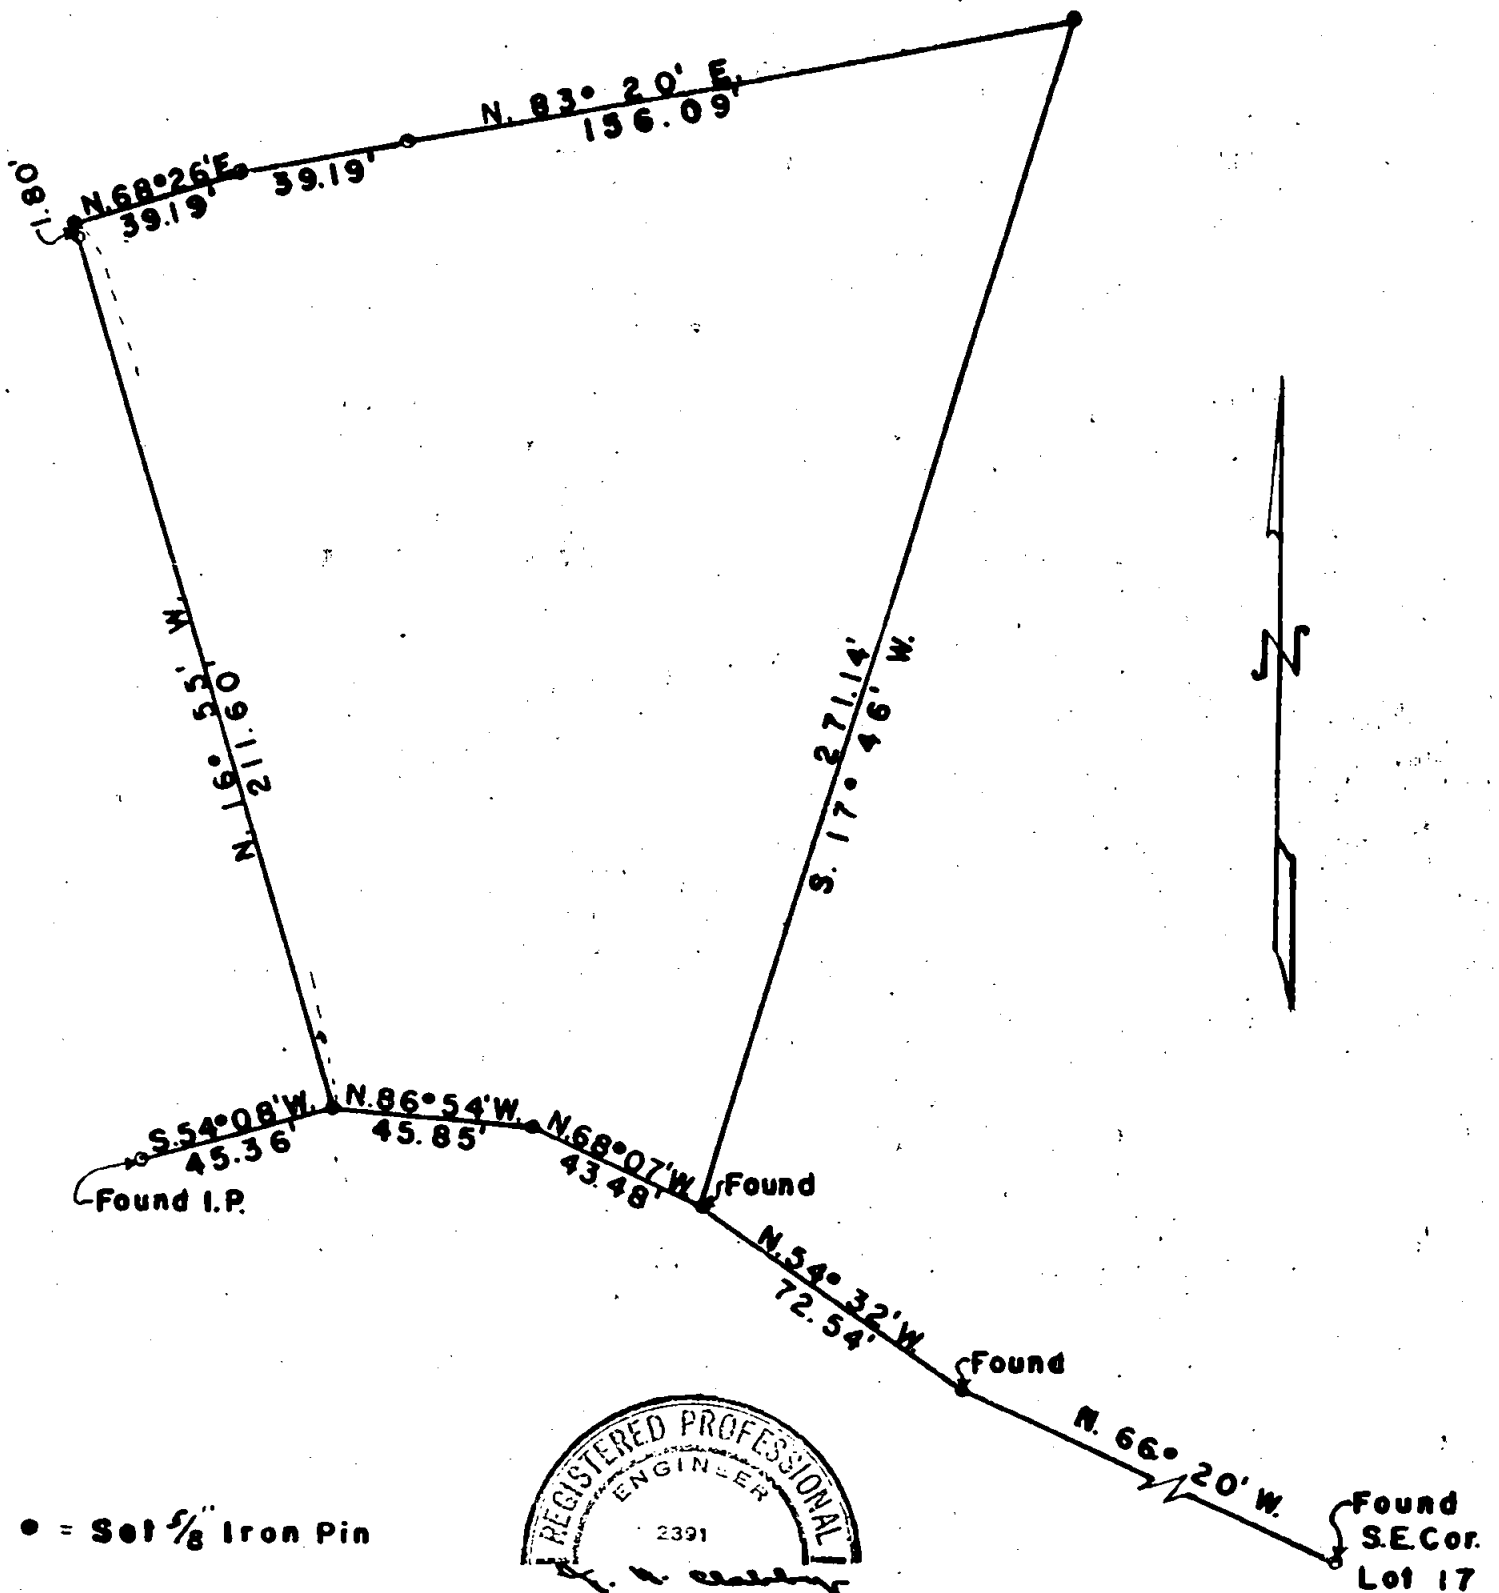 N. 83° 20' E.
156.09'
N.68°26'E.
39.19'
39.19'
1.80'
N. 16° 55' W.
211.60'
271.14'
S. 17° 46' W.
S.54°08'W.
45.36'
Found I.P.
N.86°54'W.
45.85'
N.68°07'W.
43.48'
Found
N.54° 32'W.
72.54'
Found
N. 66° 20' W.
Found
S.E.Cor.
Lot 17
N
● = Set 5/8" Iron Pin
REGISTERED PROFESSIONAL
ENGINEER
2391